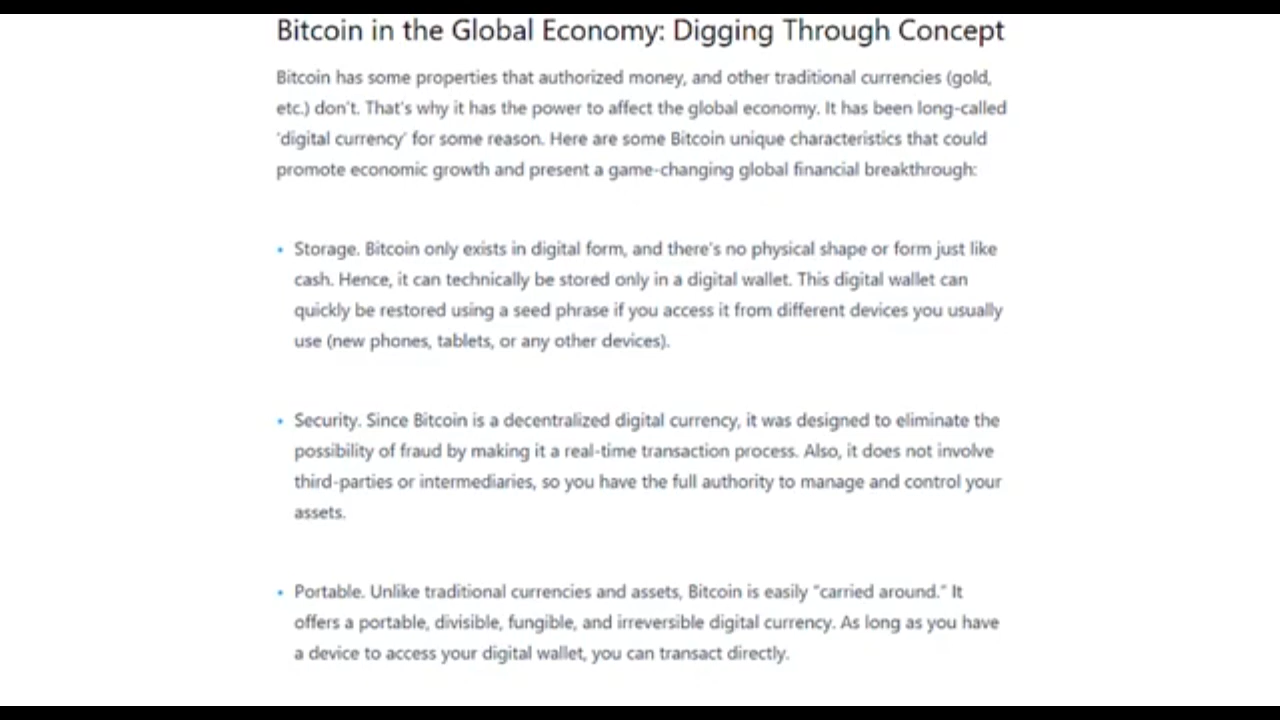 Bitcoin in the Global Economy: Digging Through Concept
Bitcoin has some properties that authorized money, and other traditional currencies (gold,
etc.) don't. That's why it has the power to affect the global economy. It has been long-called
'digital currency' for some reason. Here are some Bitcoin unique characteristics that could
promote economic growth and present a game-changing global financial breakthrough:
• Storage. Bitcoin only exists in digital form, and there's no physical shape or form just like
cash. Hence, it can technically be stored only in a digital wallet. This digital wallet can
quickly be restored using a seed phrase if you access it from different devices you usually
use (new phones, tablets, or any other devices).
• Security. Since Bitcoin is a decentralized digital currency, it was designed to eliminate the
possibility of fraud by making it a real-time transaction process. Also, it does not involve
third-parties or intermediaries, so you have the full authority to manage and control your
assets.
• Portable. Unlike traditional currencies and assets, Bitcoin is easily "carried around." It
offers a portable, divisible, fungible, and irreversible digital currency. As long as you have
a device to access your digital wallet, you can transact directly.